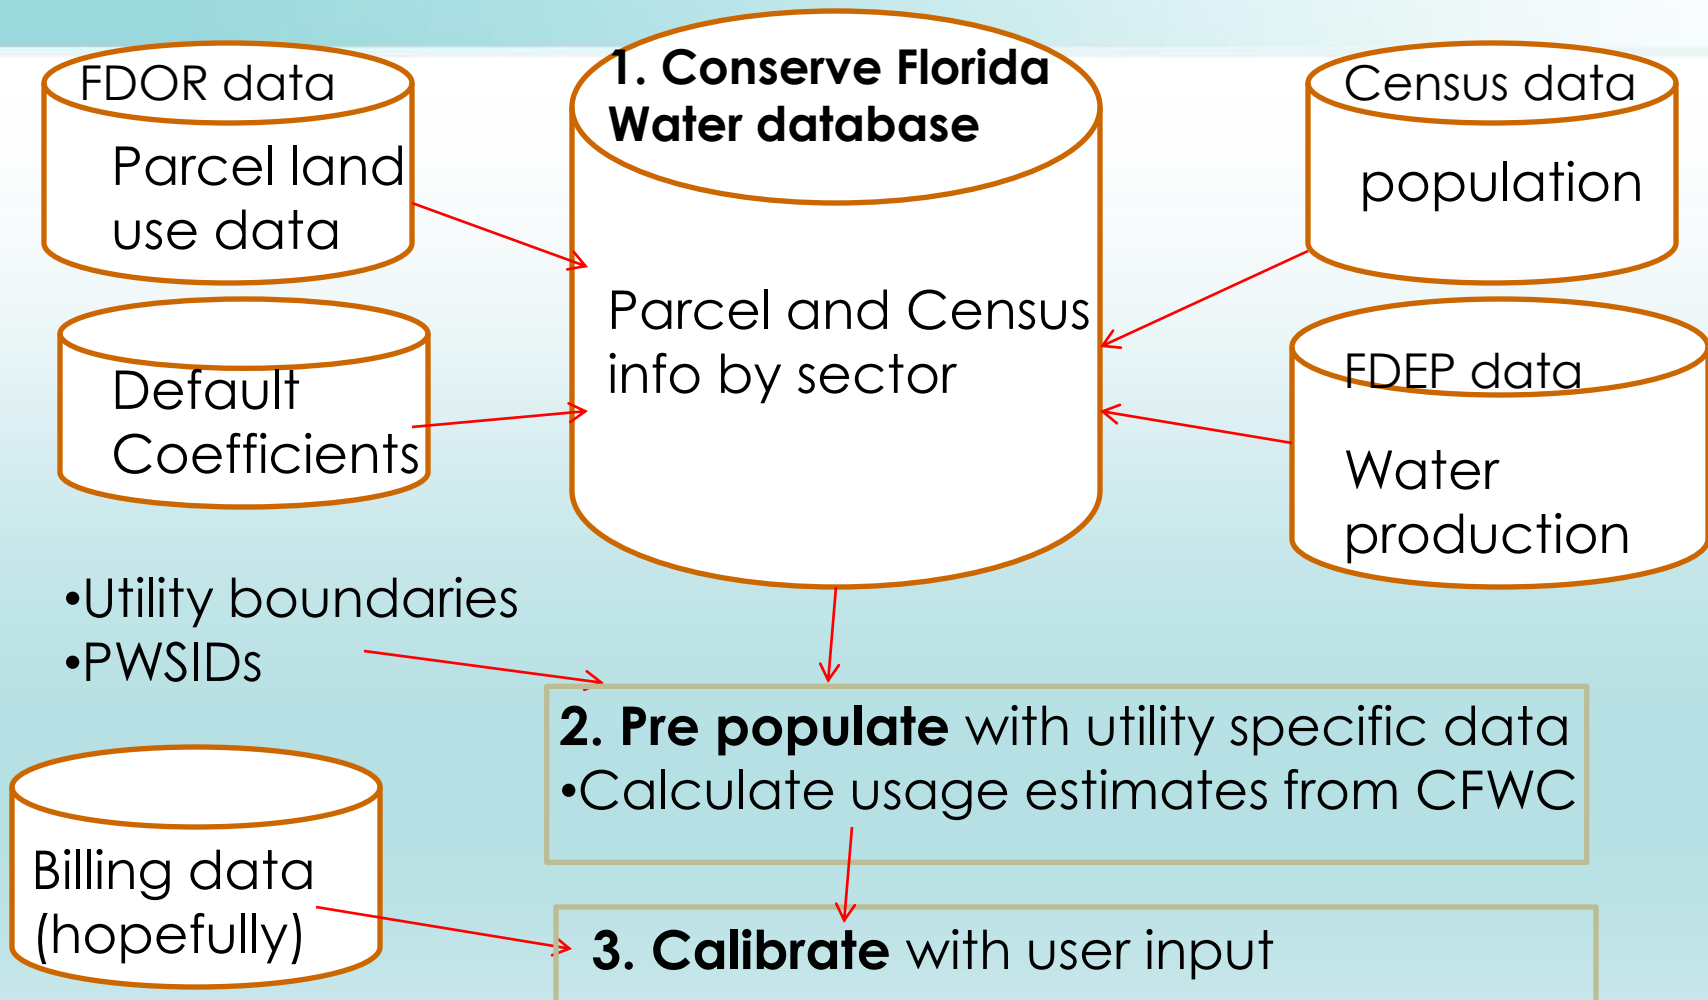 FDOR data
Parcel land
use data
1. Conserve Florida
Water database
Parcel and Census
info by sector
Census data
population
Default
Coefficients
FDEP data
Water
production
•Utility boundaries
•PWSIDs
2. Pre populate with utility specific data
•Calculate usage estimates from CFWC
Billing data
(hopefully)
3. Calibrate with user input